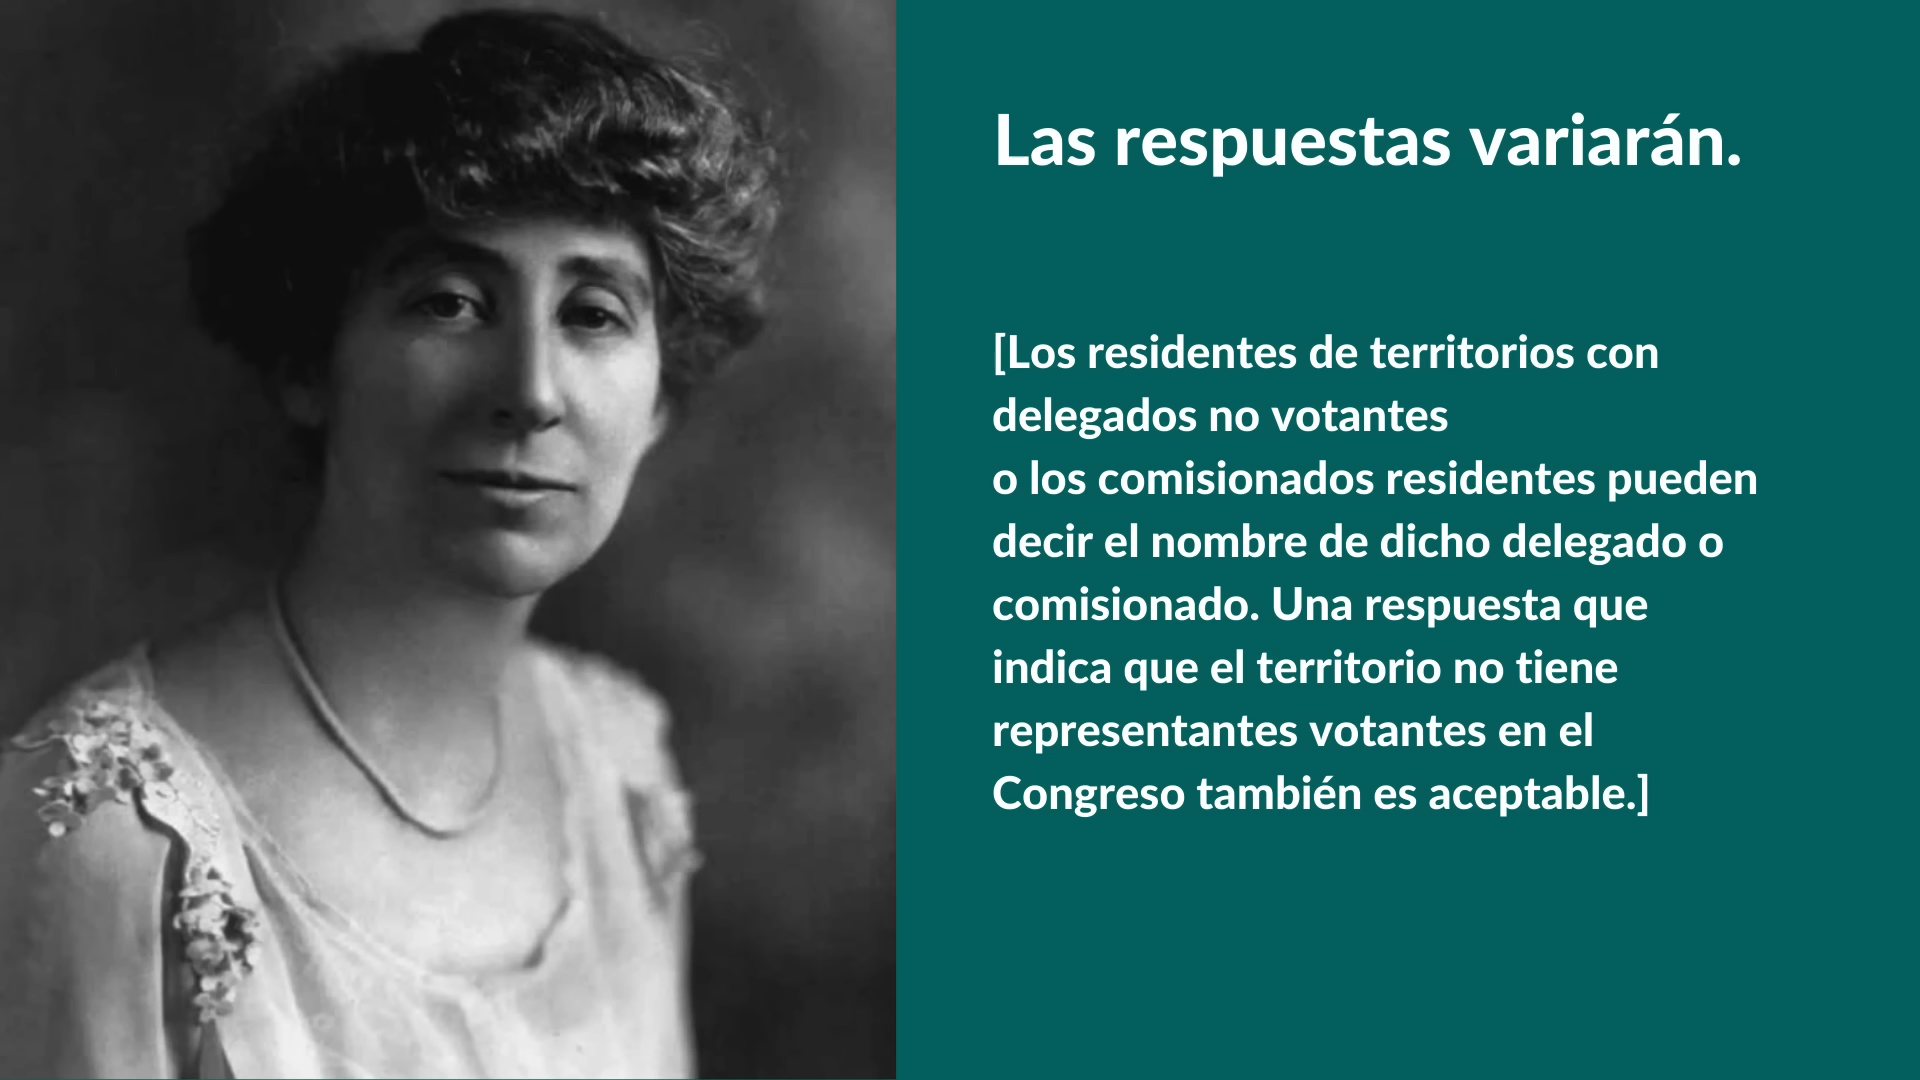 Las respuestas variarán.
[Los residentes de territorios con
delegados no votantes
o los comisionados residentes pueden
decir el nombre de dicho delegado o
comisionado. Una respuesta que
indica que el territorio no tiene
representantes votantes en el
Congreso también es aceptable.]